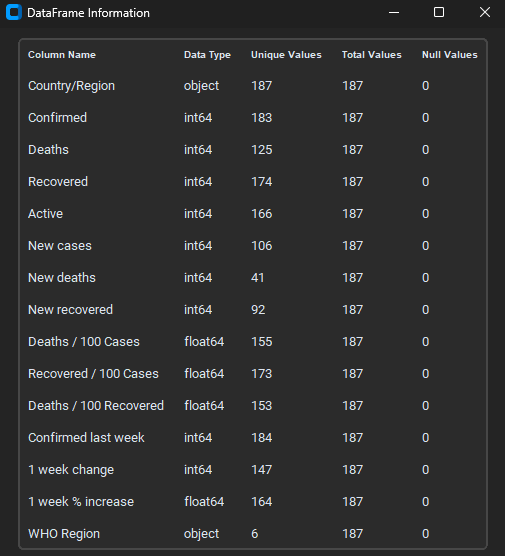 DataFrame Information
Column Name Data Type Unique Values Total Values Null Values
Country/Region object 187 187 0
Confirmed int64 183 187 0
Deaths int64 125 187 0
Recovered int64 174 187 0
Active int64 166 187 0
New cases int64 106 187 0
New deaths int64 41 187 0
New recovered int64 92 187 0
Deaths / 100 Cases float64 155 187 0
Recovered / 100 Cases float64 173 187 0
Deaths / 100 Recovered float64 153 187 0
Confirmed last week int64 184 187 0
1 week change int64 147 187 0
1 week % increase float64 164 187 0
WHO Region object 6 187 0